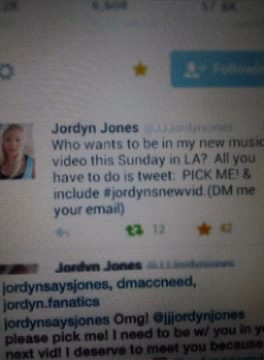 Following
Jordyn Jones @JJJordynjones
Who wants to be in my new music
video this Sunday in LA? All you
have to do is tweet: PICK ME! &
include #jordynsnewvid.(DM me
your email)
12 42
Jordyn Jones
jordynsaysjones, dmaccneed,
jordyn.fanatics
jordynsaysjones Omg! @jjjordynjones
please pick me! I need to be w/ you in y
next vid! I deserve to meet you because